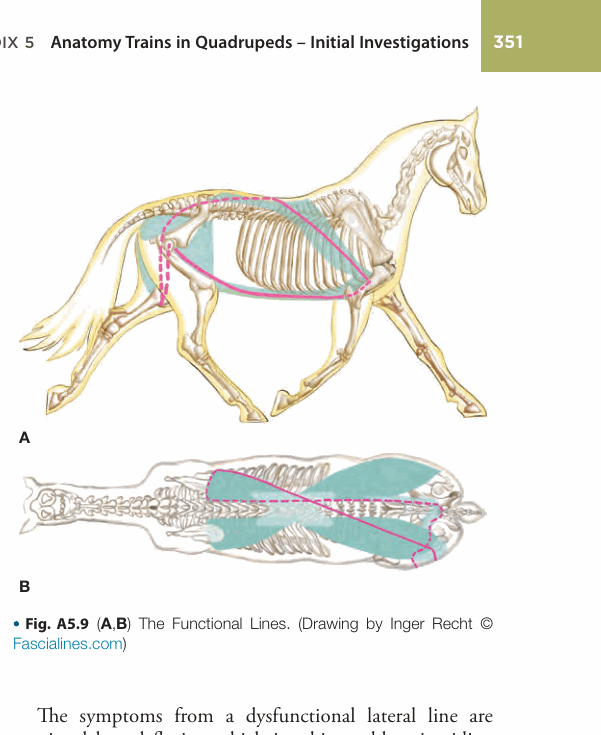 DIX 5 Anatomy Trains in Quadrupeds – Initial Investigations 351
A
B
• Fig. A5.9 (A,B) The Functional Lines. (Drawing by Inger Recht ©
Fascialines.com)
The symptoms from a dysfunctional lateral line are